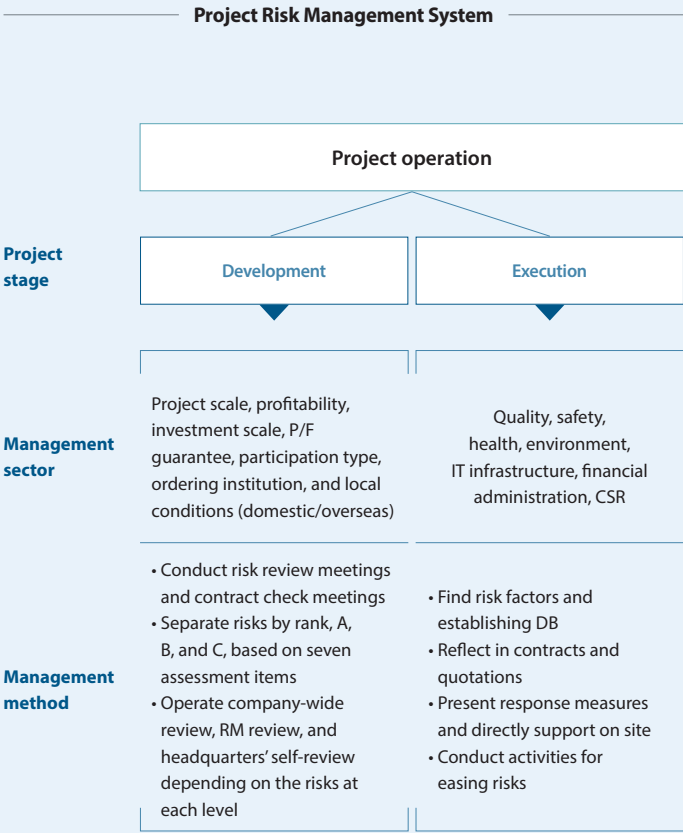 Project Risk Management System
Project operation
Project
stage
Development
Execution
Management
sector
Project scale, profitability,
investment scale, P/F
guarantee, participation type,
ordering institution, and local
conditions (domestic/overseas)
Quality, safety,
health, environment,
IT infrastructure, financial
administration, CSR
Management
method
• Conduct risk review meetings
and contract check meetings
• Separate risks by rank, A,
B, and C, based on seven
assessment items
• Operate company-wide
review, RM review, and
headquarters' self-review
depending on the risks at
each level
• Find risk factors and
establishing DB
• Reflect in contracts and
quotations
• Present response measures
and directly support on site
• Conduct activities for
easing risks